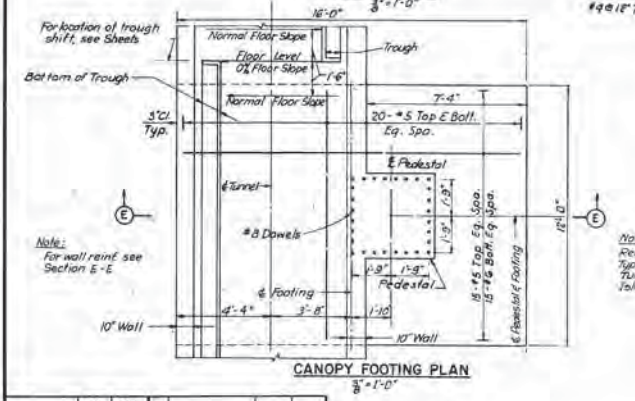 3/8"=1'-0"
16'-0"
#4@12"
For location of trough
shift, see Sheets
Normal Floor Slope
Trough
Floor Level
0% Floor Slope
1'-6"
Bottom of Trough
Normal Floor Slope
7'-4"
3"Cl.
Typ.
20-#5 Top & Bott.
Eq. Spa.
℄ Pedestal
℄ Tunnel
E
E
1'-9"
1'-9"
15-#5 Top Eq. Spa.
15-#6 Bott. Eq. Spa.
℄ Pedestal & Footing
12'-0"
#8 Dowels
Note:
For wall reinf. see
Section E-E
1'-9"
1'-9"
Pedestal
℄ Footing
4'-4"
3'-8"
1'-10"
10" Wall
10" Wall
CANOPY FOOTING PLAN
3/8"=1'-0"